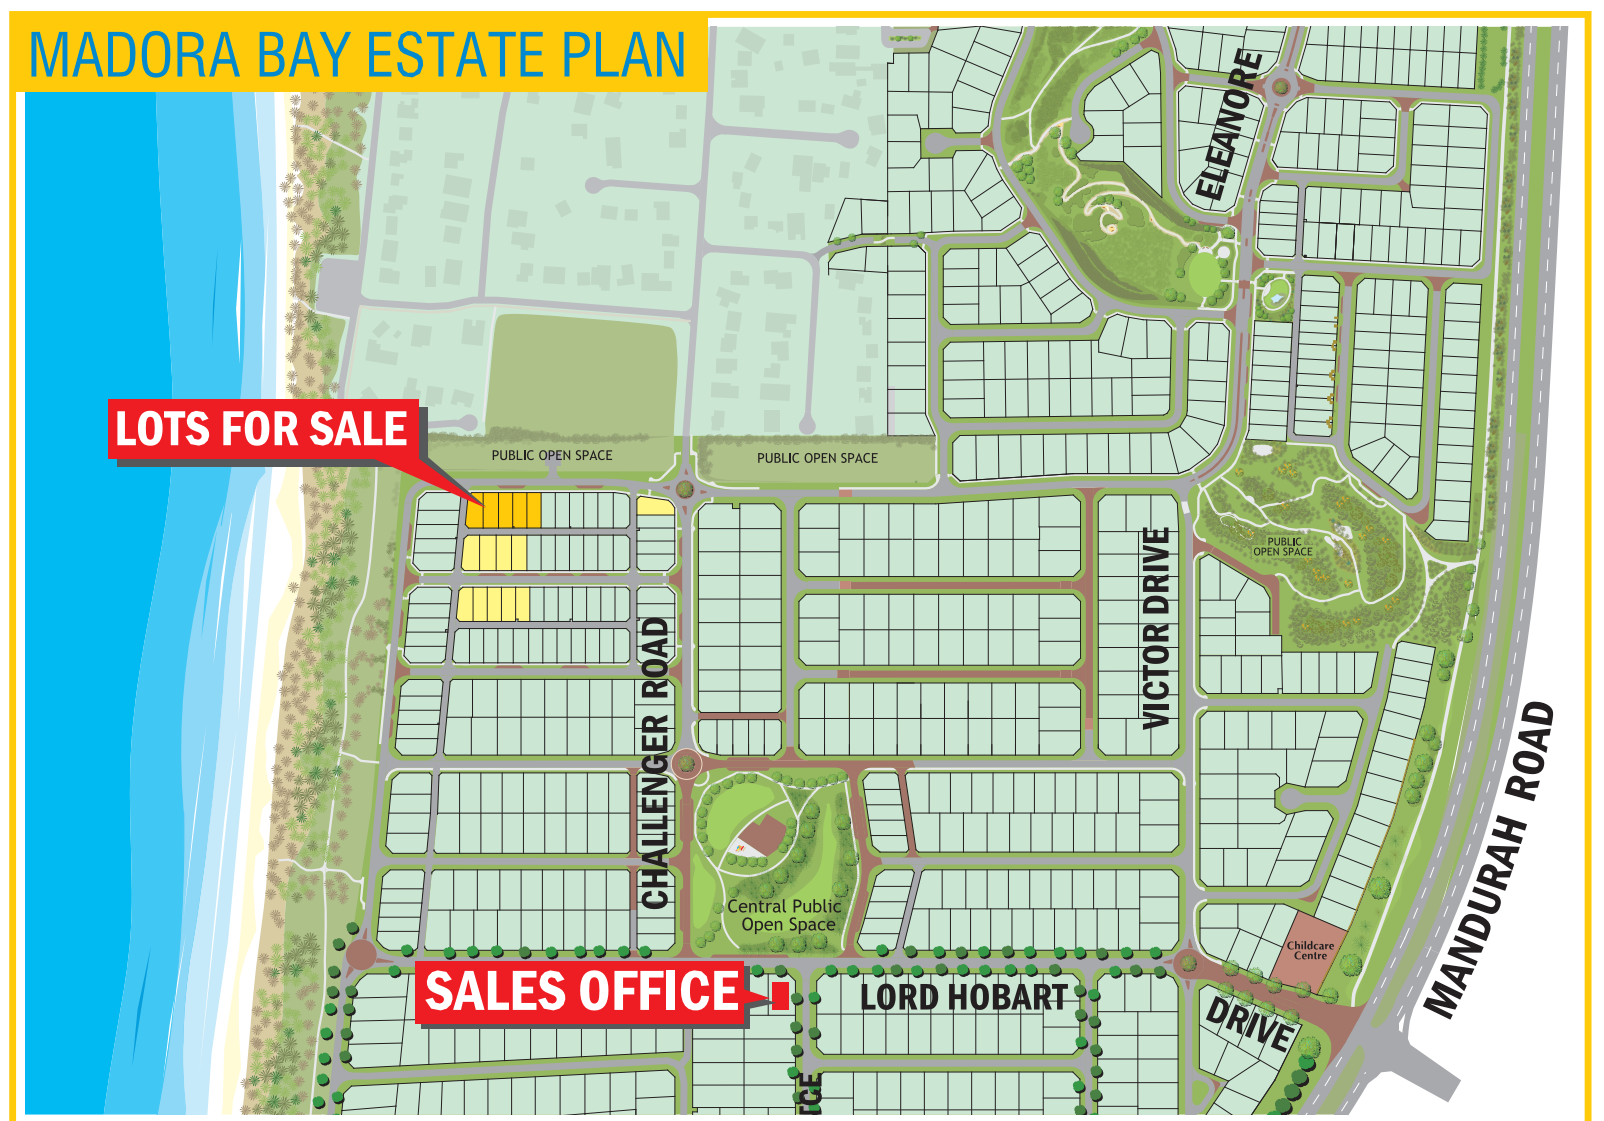 MADORA BAY ESTATE PLAN
ELEANORE
LOTS FOR SALE
PUBLIC OPEN SPACE
PUBLIC OPEN SPACE
PUBLIC
OPEN SPACE
VICTOR DRIVE
CHALLENGER ROAD
MANDURAH ROAD
Central Public
Open Space
Childcare
Centre
SALES OFFICE
LORD HOBART
DRIVE